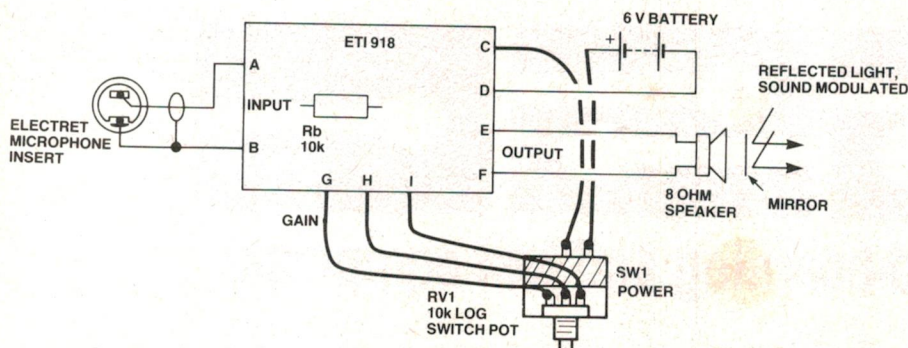 ETI 918
6 V BATTERY
+
C
A
REFLECTED LIGHT,
SOUND MODULATED
D
INPUT
Rb
10k
ELECTRET
MICROPHONE
INSERT
E
B
OUTPUT
F
G H I
8 OHM
SPEAKER
MIRROR
GAIN
SW1
POWER
RV1
10k LOG
SWITCH POT